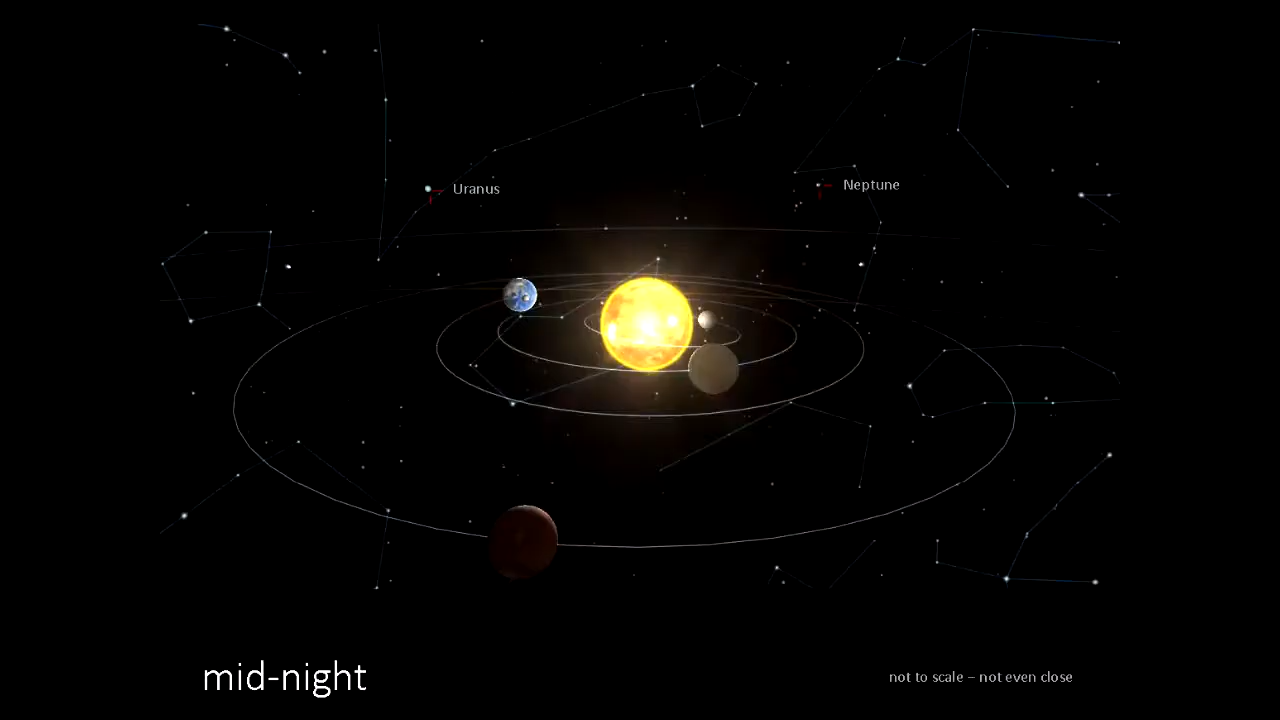 Uranus
Neptune
mid-night
not to scale – not even close